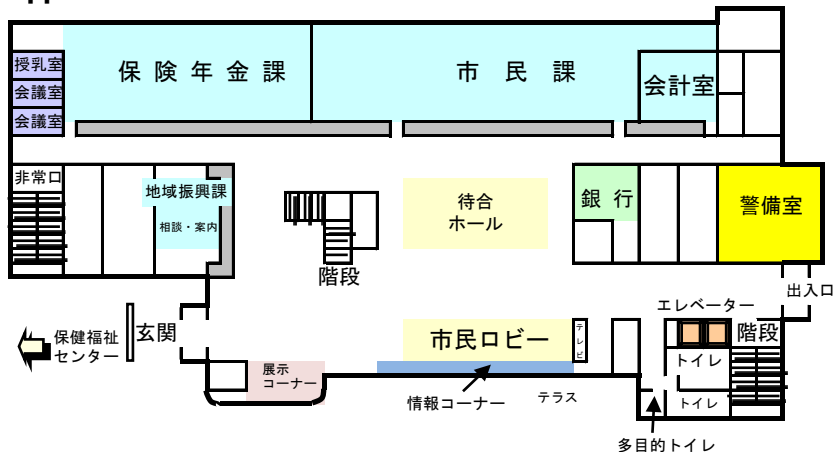 授乳室
会議室
会議室
保険年金課
市民課
会計室
非常口
地域振興課
相談・案内
階段
待合
ホール
銀行
警備室
出入口
保健福祉
センター
玄関
展示
コーナー
市民ロビー
テレビ
情報コーナー
テラス
エレベーター
階段
トイレ
トイレ
多目的トイレ